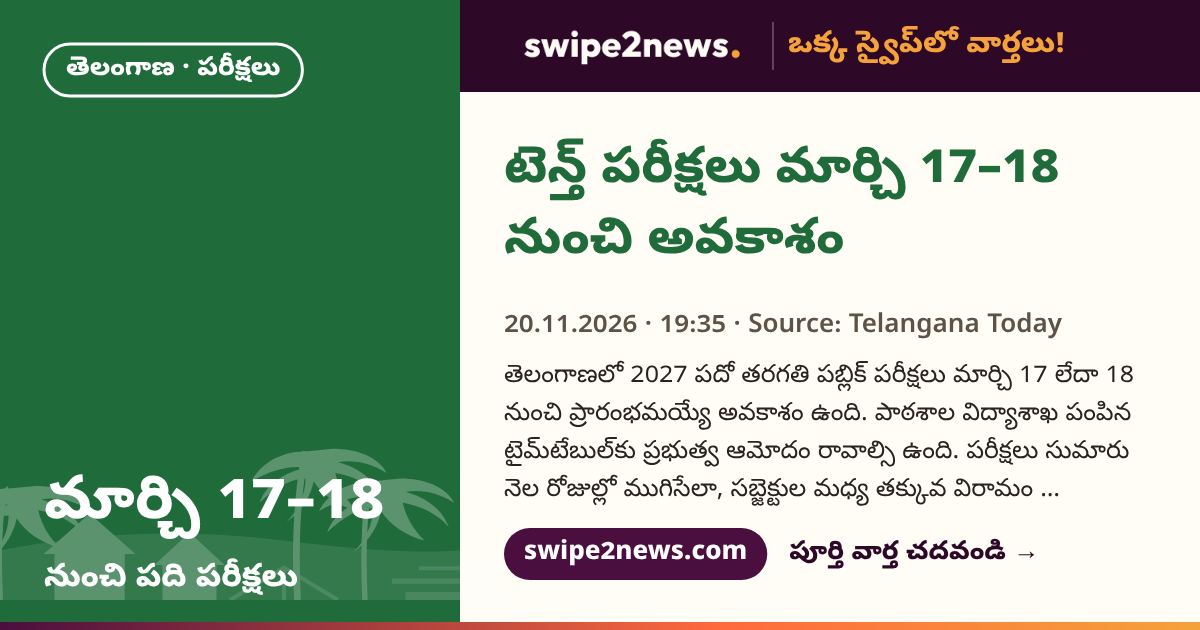 తెలంగాణ · పరీక్షలు
మార్చి 17–18
నుంచి పది పరీక్షలు
swipe2news. ఒక్క స్వైప్‌లో వార్తలు!
టెన్త్ పరీక్షలు మార్చి 17–18
నుంచి అవకాశం
20.11.2026 · 19:35 · Source: Telangana Today
తెలంగాణలో 2027 పదో తరగతి పబ్లిక్ పరీక్షలు మార్చి 17 లేదా 18
నుంచి ప్రారంభమయ్యే అవకాశం ఉంది. పాఠశాల విద్యాశాఖ పంపిన
టైమ్‌టేబుల్‌కు ప్రభుత్వ ఆమోదం రావాల్సి ఉంది. పరీక్షలు సుమారు
నెల రోజుల్లో ముగిసేలా, సబ్జెక్టుల మధ్య తక్కువ విరామం ...
swipe2news.com పూర్తి వార్త చదవండి →